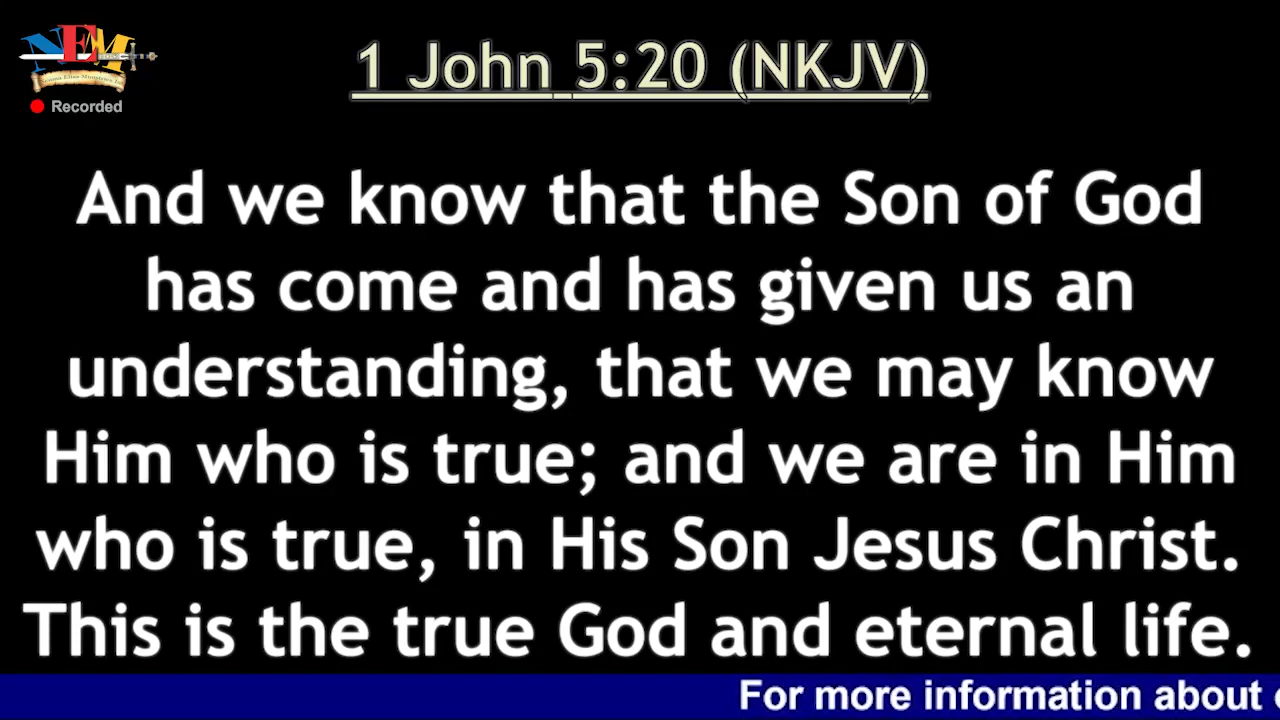 NEM
Recorded
1 John 5:20 (NKJV)
And we know that the Son of God
has come and has given us an
understanding, that we may know
Him who is true; and we are in Him
who is true, in His Son Jesus Christ.
This is the true God and eternal life.
For more information about